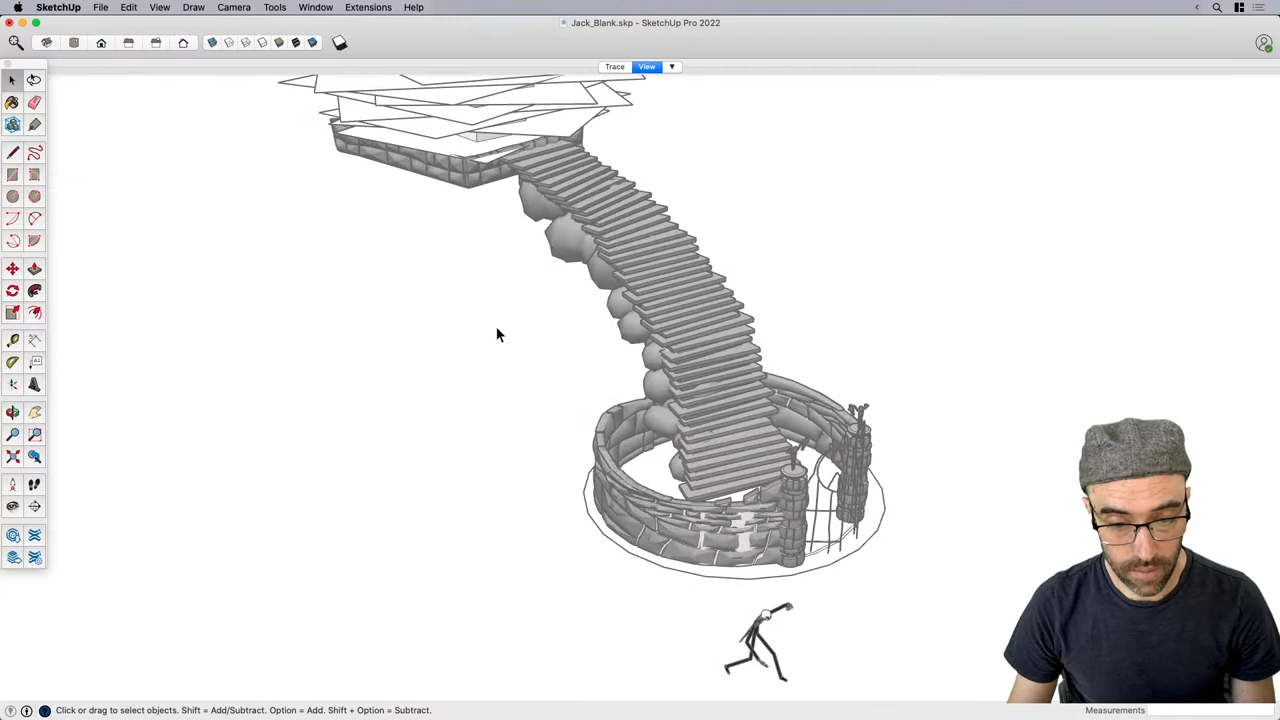 SketchUp File Edit View Draw Camera Tools Window Extensions Help
Jack_Blank.skp - SketchUp Pro 2022
Trace View
A1
Click or drag to select objects. Shift = Add/Subtract. Option = Add. Shift + Option = Subtract. Measurements